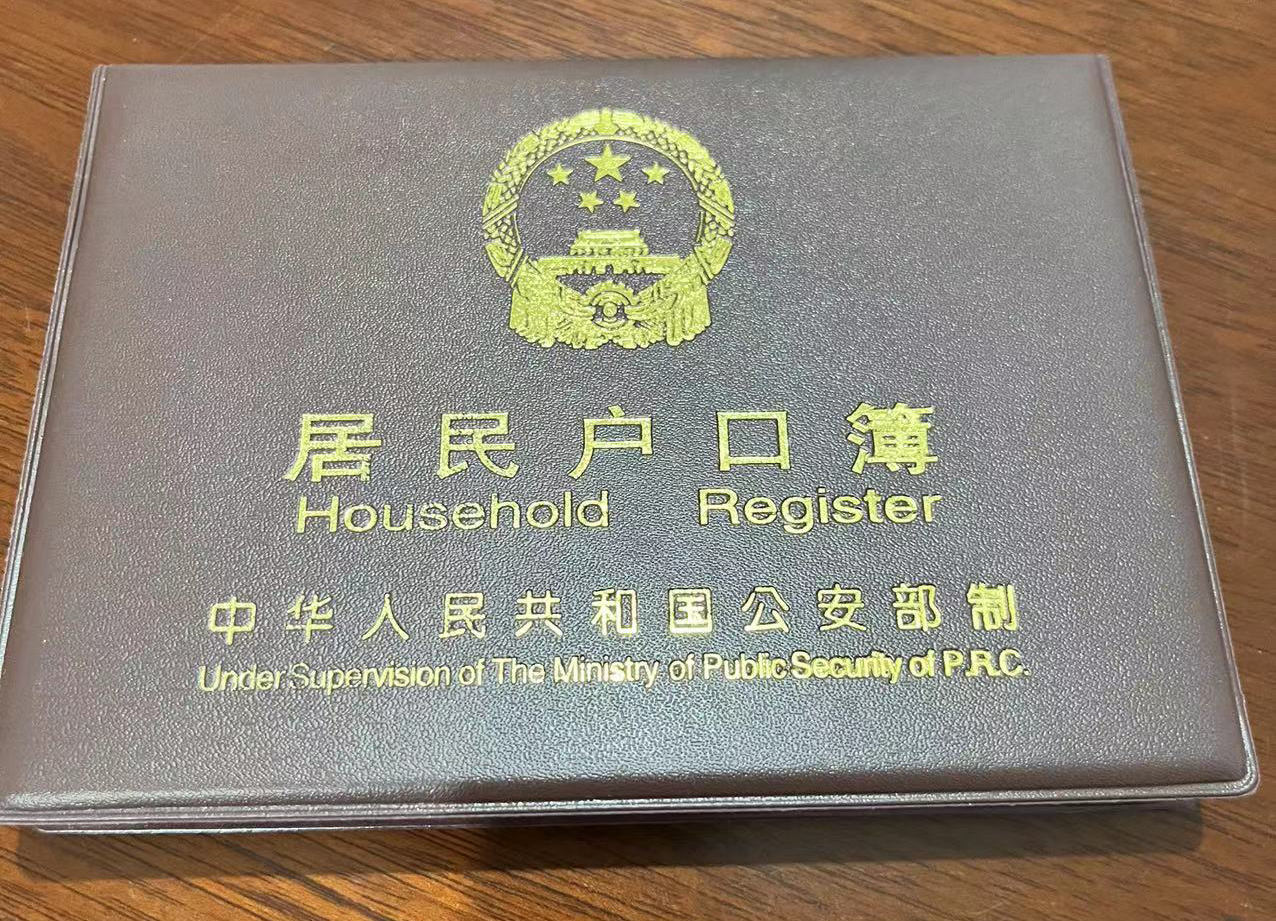 居民户口簿
Household Register
中华人民共和国公安部制
Under Supervision of The Ministry of Public Security of P.R.C.